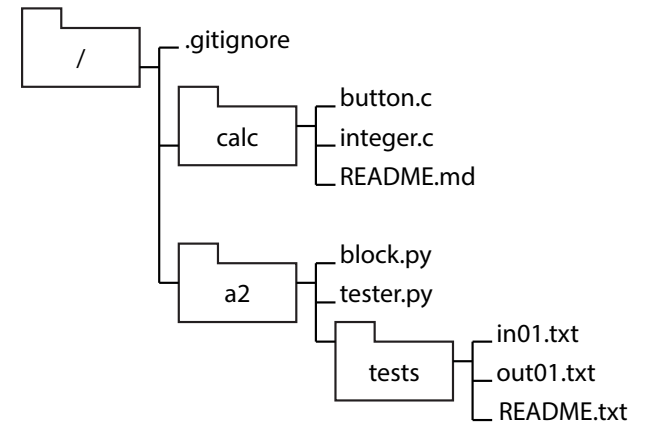 /
.gitignore
calc
button.c
integer.c
README.md
a2
block.py
tester.py
tests
in01.txt
out01.txt
README.txt